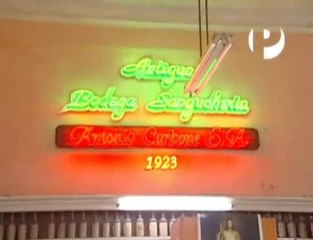 Antigua
Bodega Sanguchería
Antonio Carbone S.A.
1923
P